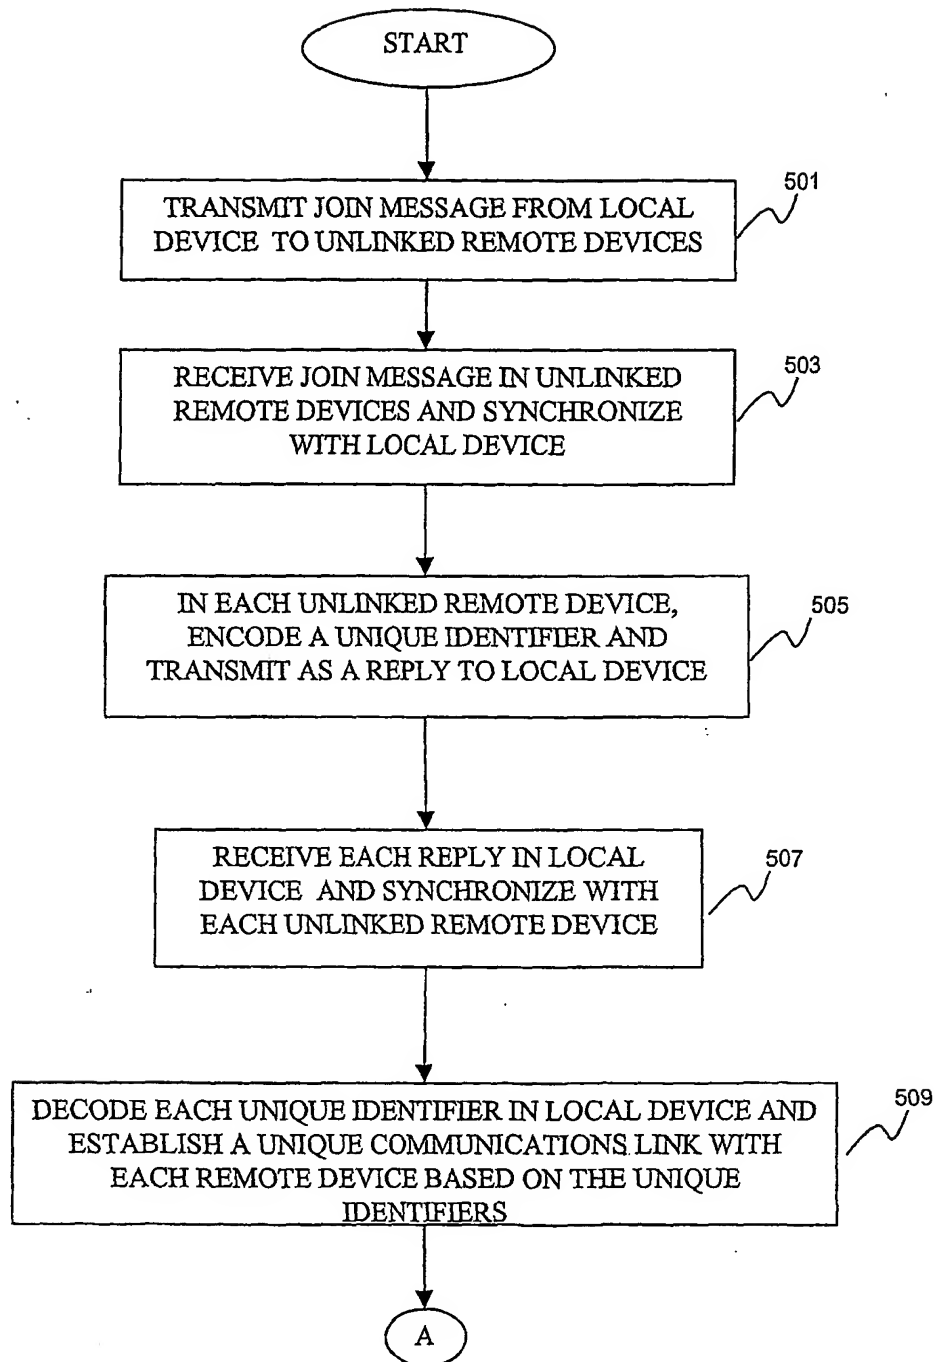 START
501
TRANSMIT JOIN MESSAGE FROM LOCAL
DEVICE TO UNLINKED REMOTE DEVICES
503
RECEIVE JOIN MESSAGE IN UNLINKED
REMOTE DEVICES AND SYNCHRONIZE
WITH LOCAL DEVICE
505
IN EACH UNLINKED REMOTE DEVICE,
ENCODE A UNIQUE IDENTIFIER AND
TRANSMIT AS A REPLY TO LOCAL DEVICE
507
RECEIVE EACH REPLY IN LOCAL
DEVICE AND SYNCHRONIZE WITH
EACH UNLINKED REMOTE DEVICE
509
DECODE EACH UNIQUE IDENTIFIER IN LOCAL DEVICE AND
ESTABLISH A UNIQUE COMMUNICATIONS LINK WITH
EACH REMOTE DEVICE BASED ON THE UNIQUE
IDENTIFIERS
A